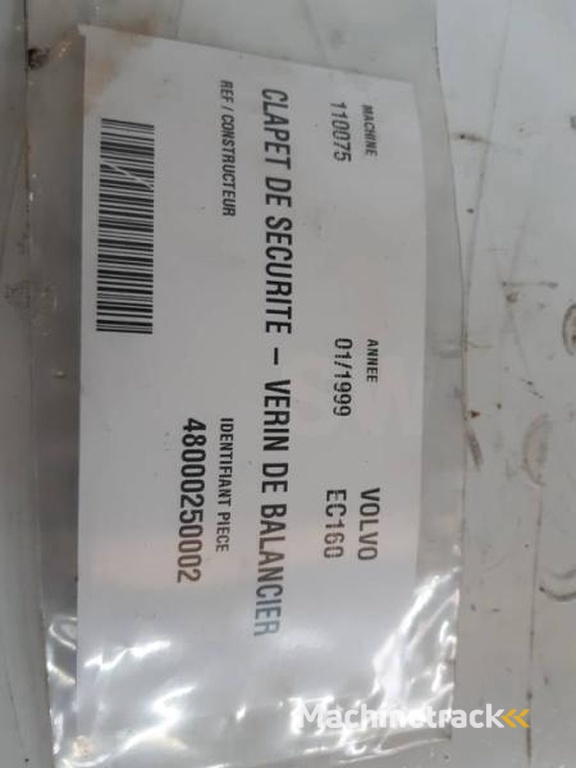 MACHINE
110075
ANNEE
01/1999
VOLVO
EC160
CLAPET DE SECURITE – VERIN DE BALANCIER
REF / CONSTRUCTEUR
IDENTIFIANT PIECE
48000250002
Machinetrack